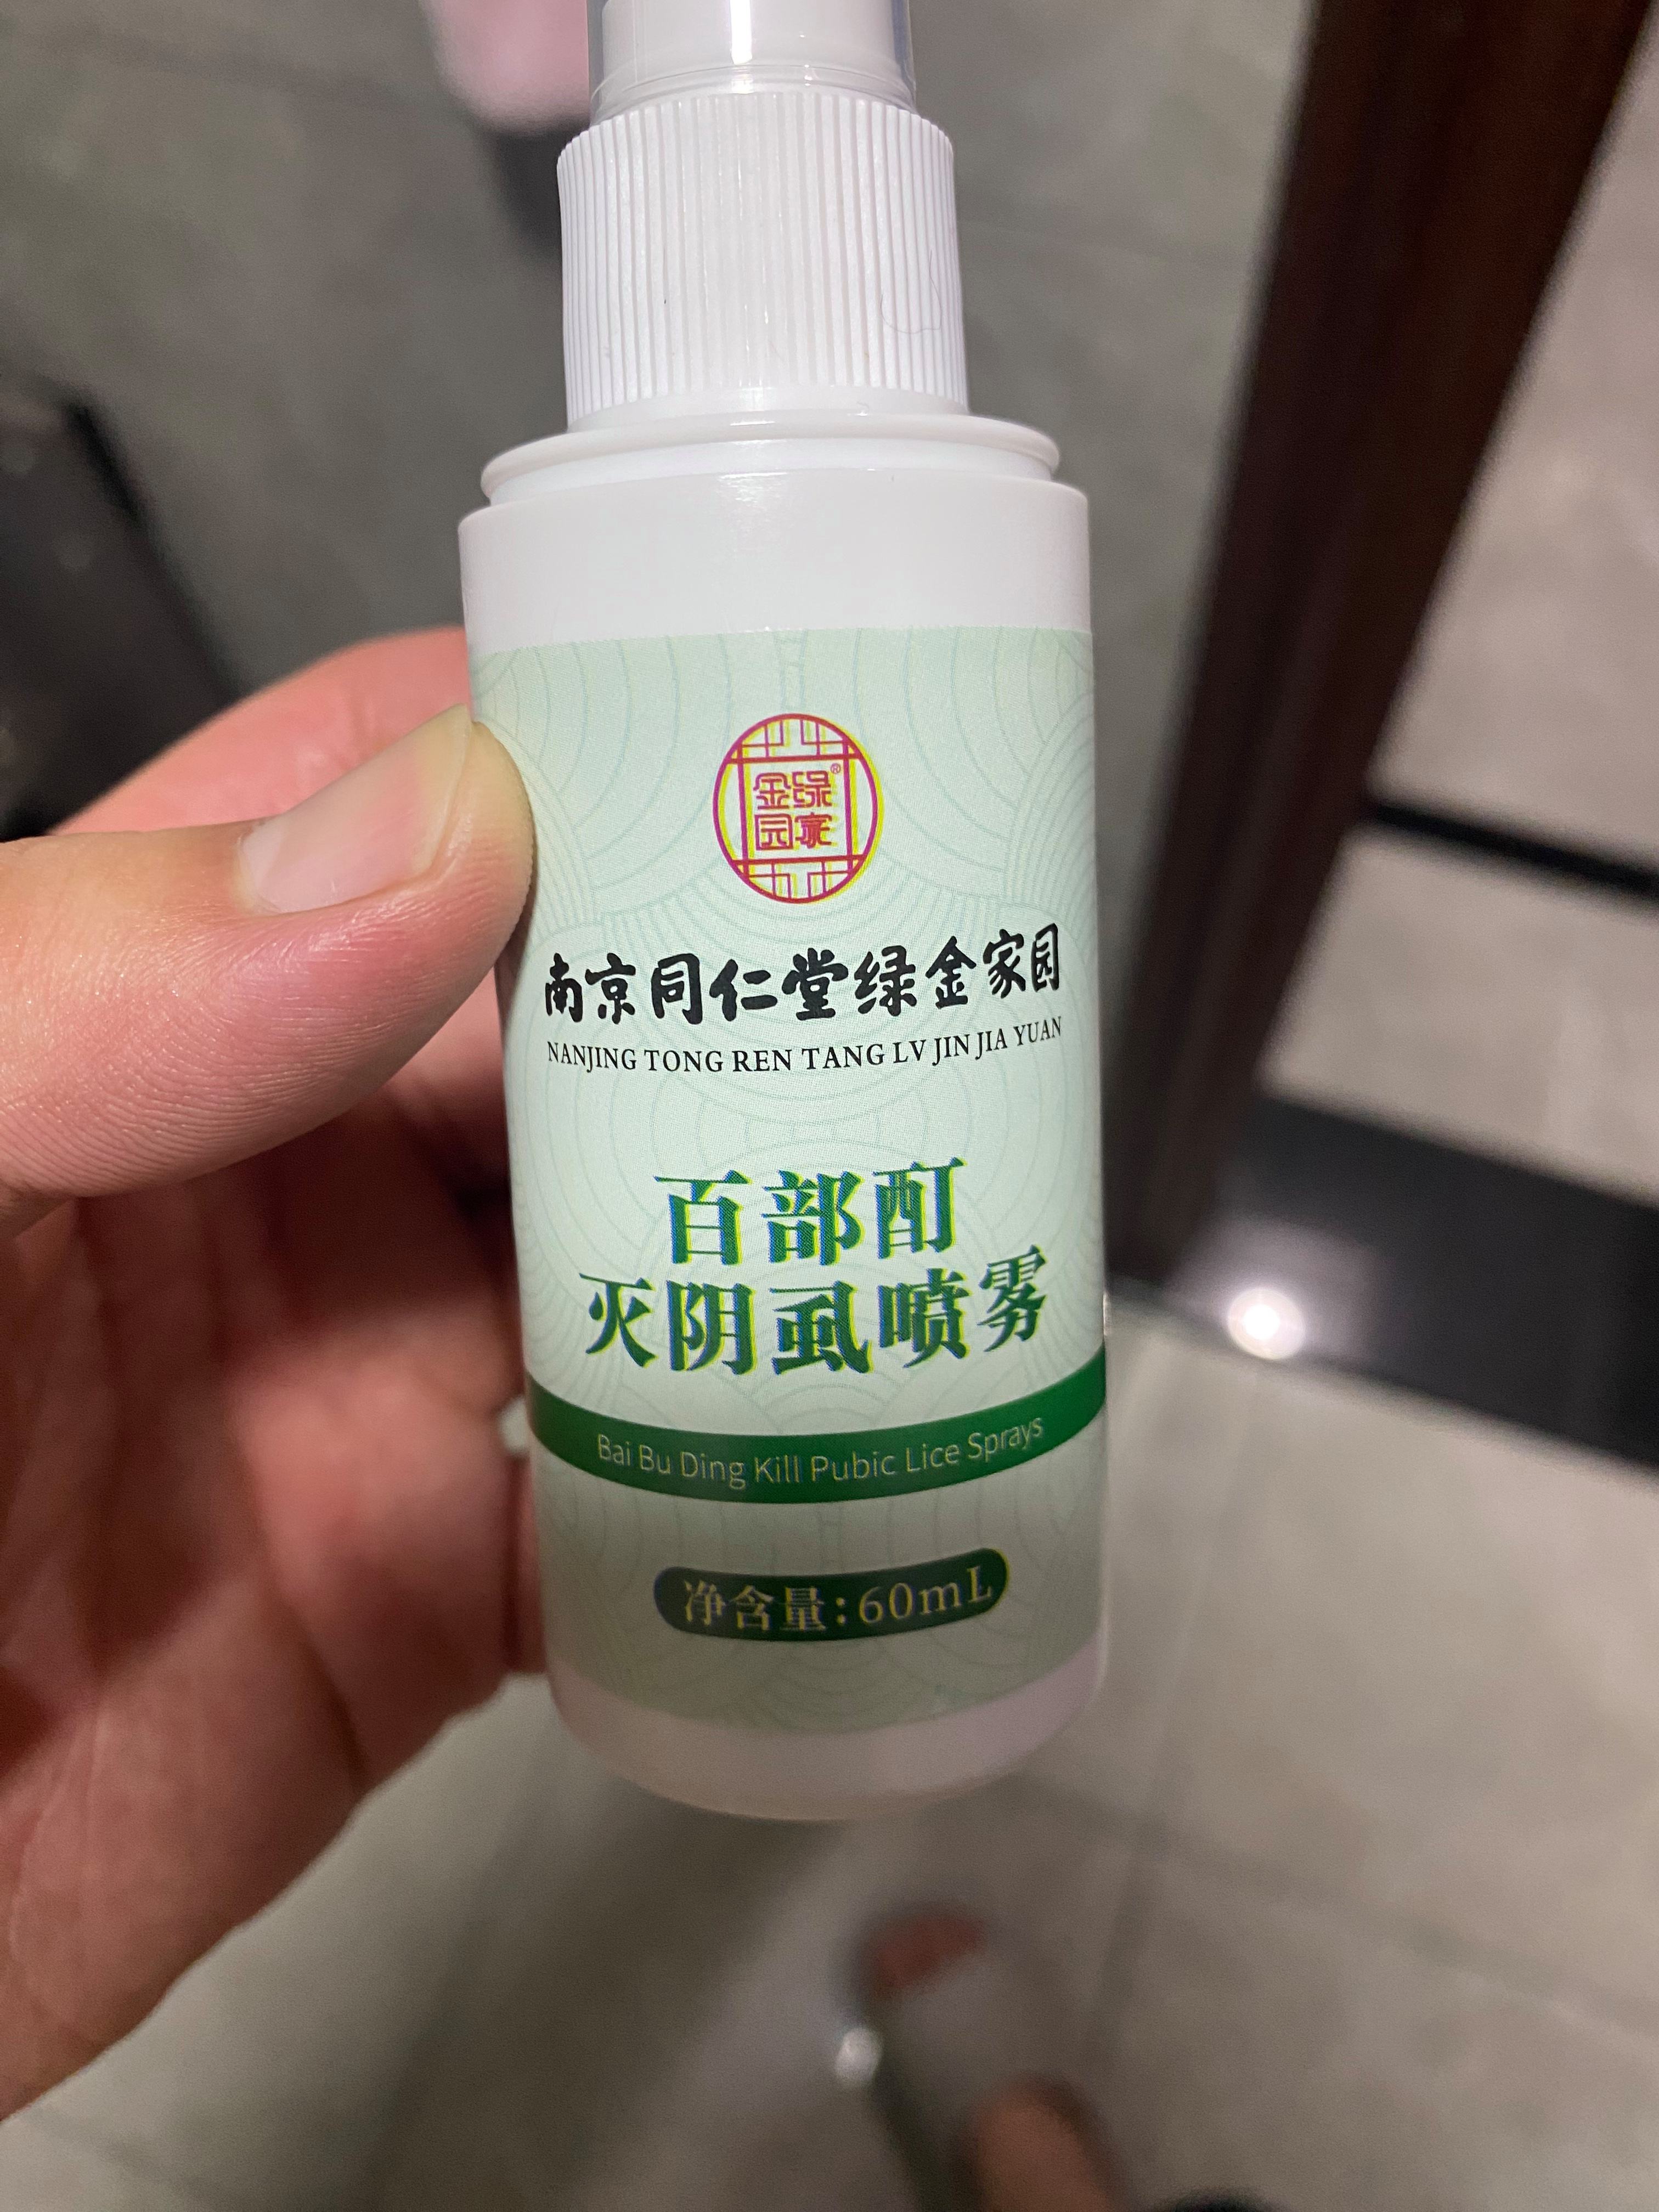 绿金®
家园
南京同仁堂绿金家园
NANJING TONG REN TANG LV JIN JIA YUAN
百部酊
灭阴虱喷雾
Bai Bu Ding Kill Pubic Lice Sprays
净含量:60mL